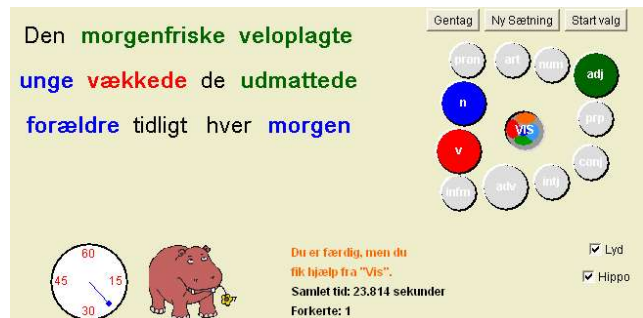 Den morgenfriske veloplagte
unge vækkede de udmattede
forældre tidligt hver morgen
Gentag
Ny Sætning
Start valg
pron
art
num
adj
n
VIS
prp
v
conj
infm
adv
intj
60
45
15
30
Du er færdig, men du
fik hjælp fra "Vis".
Samlet tid: 23.814 sekunder
Forkerte: 1
Lyd
Hippo